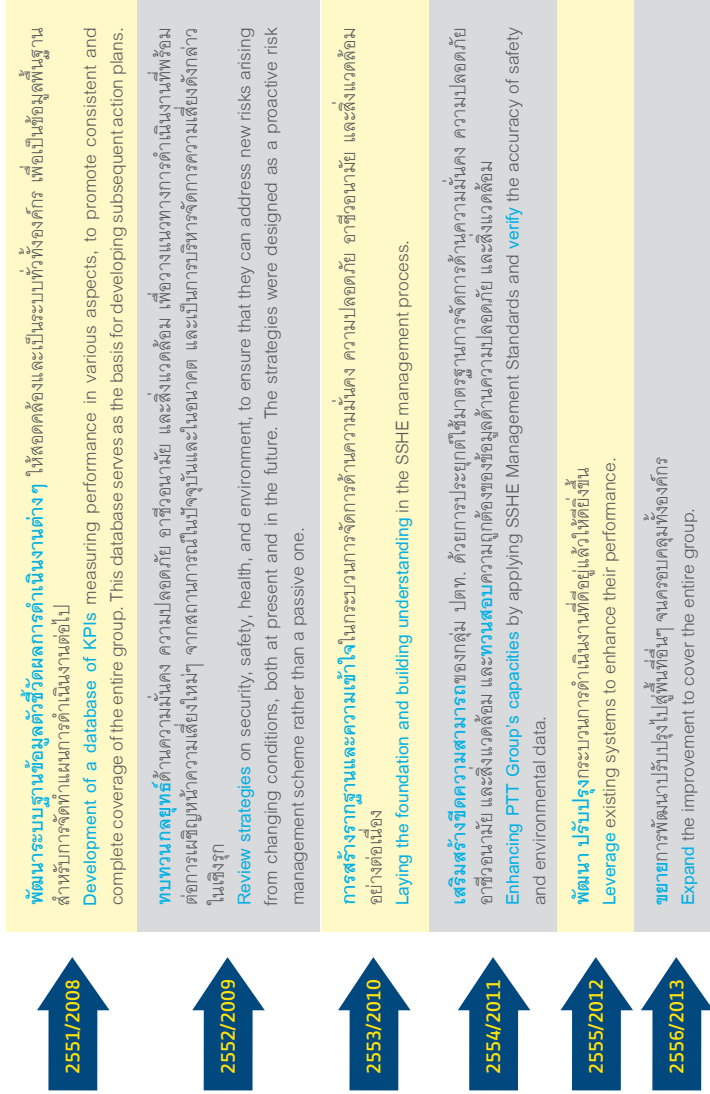 2551/2008
พัฒนาระบบฐานข้อมูลตัวชี้วัดผลการดำเนินงานต่าง ๆ ให้สอดคล้องและเป็นระบบทั่วทั้งองค์กร เพื่อเป็นข้อมูลพื้นฐาน
สำหรับการจัดทำแผนการดำเนินงานต่อไป
Development of a database of KPIs measuring performance in various aspects, to promote consistent and
complete coverage of the entire group. This database serves as the basis for developing subsequent action plans.
2552/2009
ทบทวนกลยุทธ์ด้านความมั่นคง ความปลอดภัย อาชีวอนามัย และสิ่งแวดล้อม เพื่อวางแนวทางการดำเนินงานที่พร้อม
ต่อการเผชิญหน้าความเสี่ยงใหม่ๆ จากสถานการณ์ในปัจจุบันและในอนาคต และเป็นการบริหารจัดการความเสี่ยงดังกล่าว
ในเชิงรุก
Review strategies on security, safety, health, and environment, to ensure that they can address new risks arising
from changing conditions, both at present and in the future. The strategies were designed as a proactive risk
management scheme rather than a passive one.
2553/2010
การสร้างรากฐานและความเข้าใจในกระบวนการจัดการด้านความมั่นคง ความปลอดภัย อาชีวอนามัย และสิ่งแวดล้อม
อย่างต่อเนื่อง
Laying the foundation and building understanding in the SSHE management process.
2554/2011
เสริมสร้างขีดความสามารถของกลุ่ม ปตท. ด้วยการประยุกต์ใช้มาตรฐานการจัดการด้านความมั่นคง ความปลอดภัย
อาชีวอนามัย และสิ่งแวดล้อม และทวนสอบความถูกต้องของข้อมูลด้านความปลอดภัย และสิ่งแวดล้อม
Enhancing PTT Group's capacities by applying SSHE Management Standards and verify the accuracy of safety
and environmental data.
2555/2012
พัฒนา ปรับปรุงกระบวนการดำเนินงานที่ดีอยู่แล้วให้ดียิ่งขึ้น
Leverage existing systems to enhance their performance.
2556/2013
ขยายการพัฒนาปรับปรุงไปสู่พื้นที่อื่นๆ จนครอบคลุมทั้งองค์กร
Expand the improvement to cover the entire group.